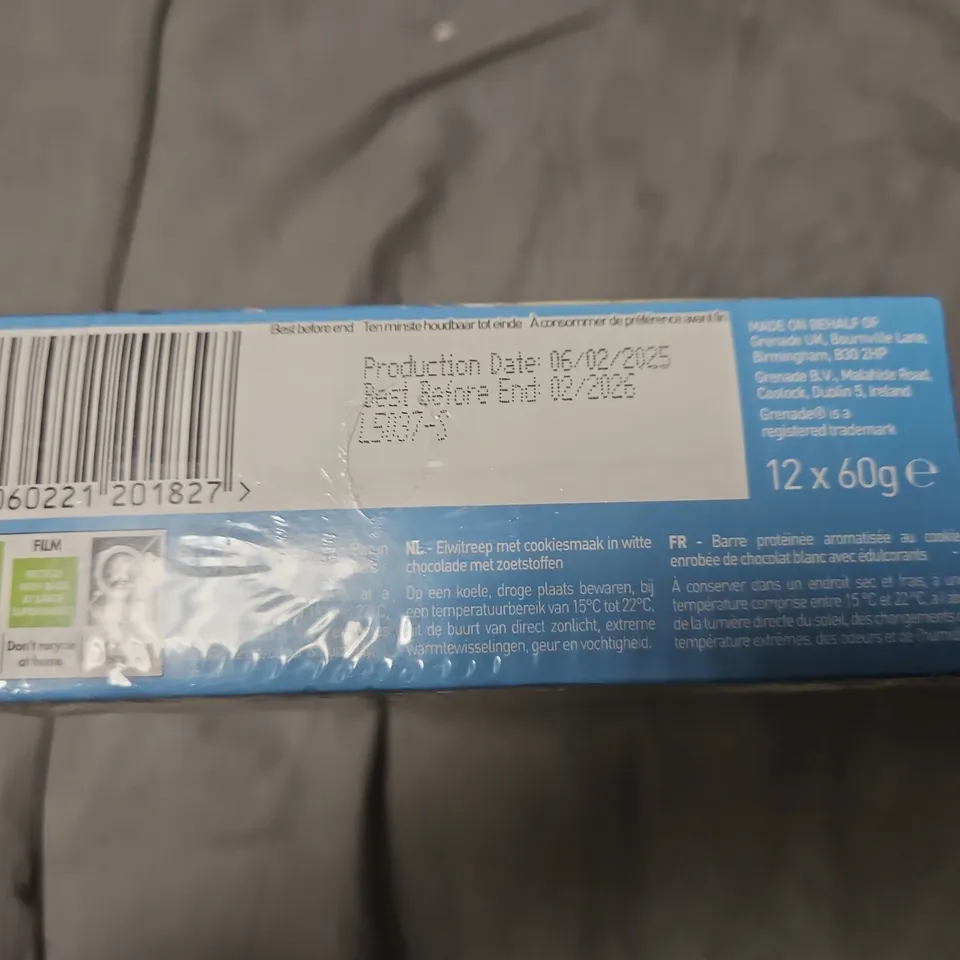 Best before end Ten minste houdbaar tot einde À consommer de préférence avant fin
Production Date: 06/02/2025
Best Before End: 02/2026
L5037-S
060221 201827 >
MADE ON BEHALF OF
Grenade UK, Bournville Lane,
Birmingham, B30 2HP
Grenade B.V., Malahide Road,
Coolock, Dublin 5, Ireland
Grenade® is a
registered trademark
12 x 60g e
FILM
Don't recycle
at home
NL - Eiwitreep met cookiesmaak in witte
chocolade met zoetstoffen
Op een koele, droge plaats bewaren, bij
een temperatuurbereik van 15°C tot 22°C,
uit de buurt van direct zonlicht, extreme
warmtewisselingen, geur en vochtigheid.
FR - Barre protéinée aromatisée au cookie
enrobée de chocolat blanc avec édulcorants
À conserver dans un endroit sec et frais, à
température comprise entre 15 °C et 22 °C,
de la lumière directe du soleil, des changements
température extrêmes, des odeurs et de